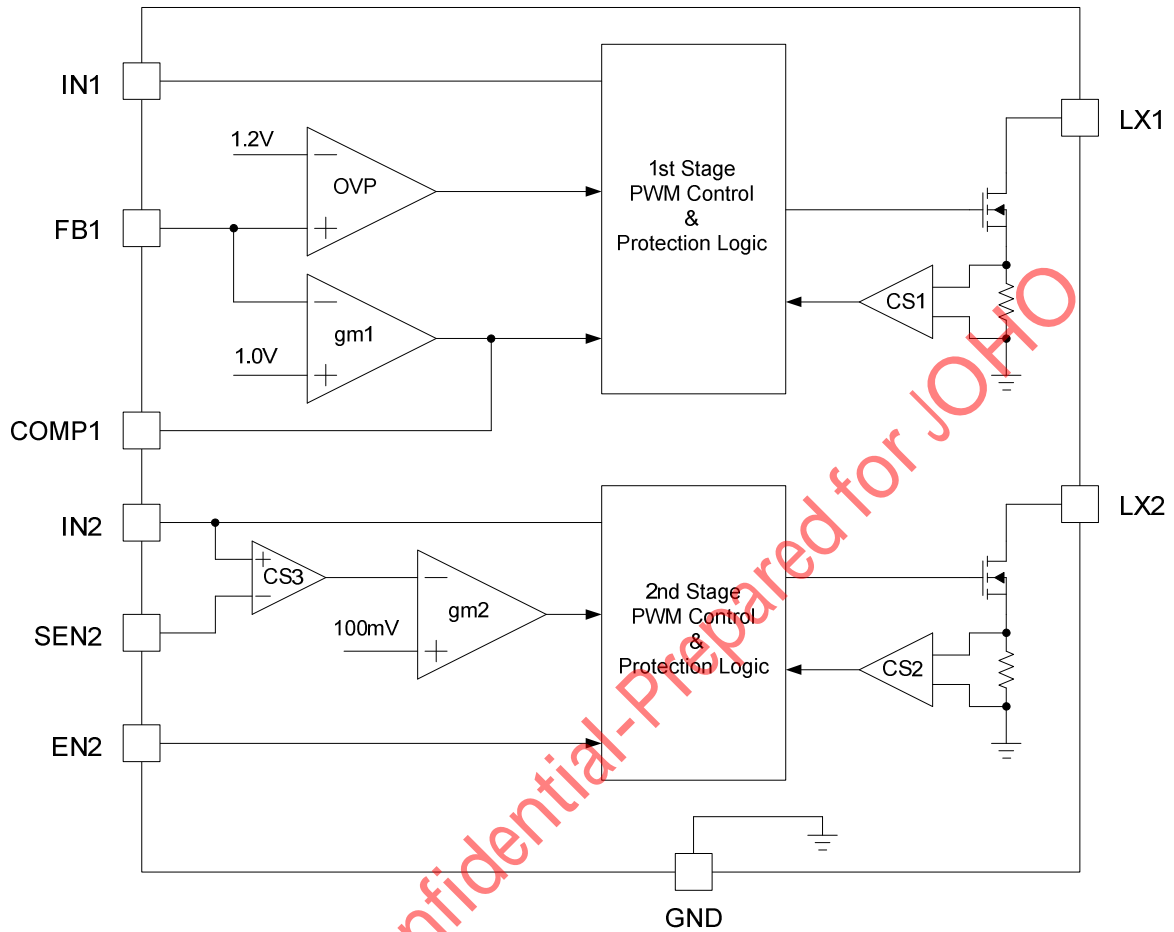 IN1
LX1
1.2V
OVP
FB1
1st Stage
PWM Control
&
Protection Logic
gm1
CS1
1.0V
COMP1
IN2
LX2
CS3
gm2
100mV
SEN2
2nd Stage
PWM Control
&
Protection Logic
CS2
EN2
GND
nfidential-Prepared for JOHO